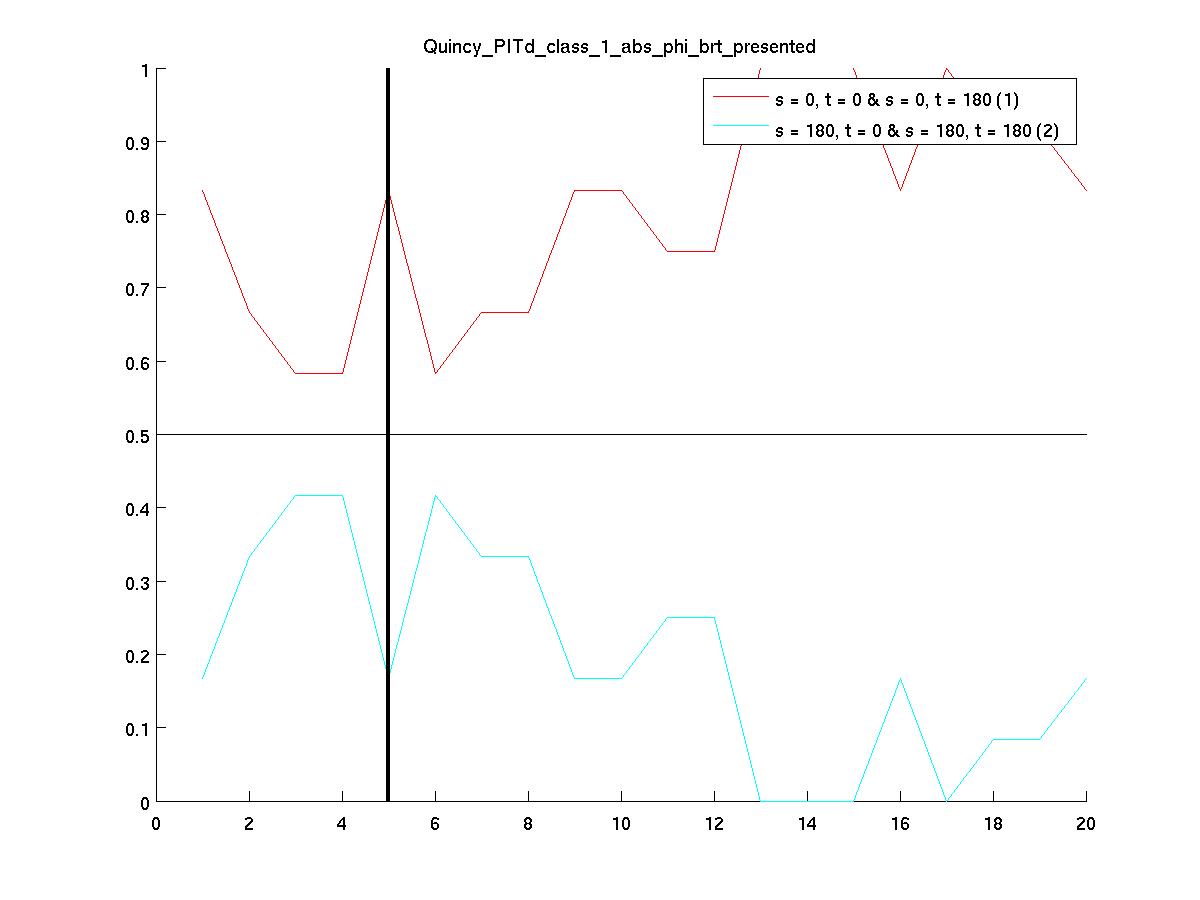 Quincy_PITd_class_1_abs_phi_brt_presented
s = 0, t = 0 & s = 0, t = 180 (1)
s = 180, t = 0 & s = 180, t = 180 (2)
1
0.9
0.8
0.7
0.6
0.5
0.4
0.3
0.2
0.1
0
0 2 4 6 8 10 12 14 16 18 20